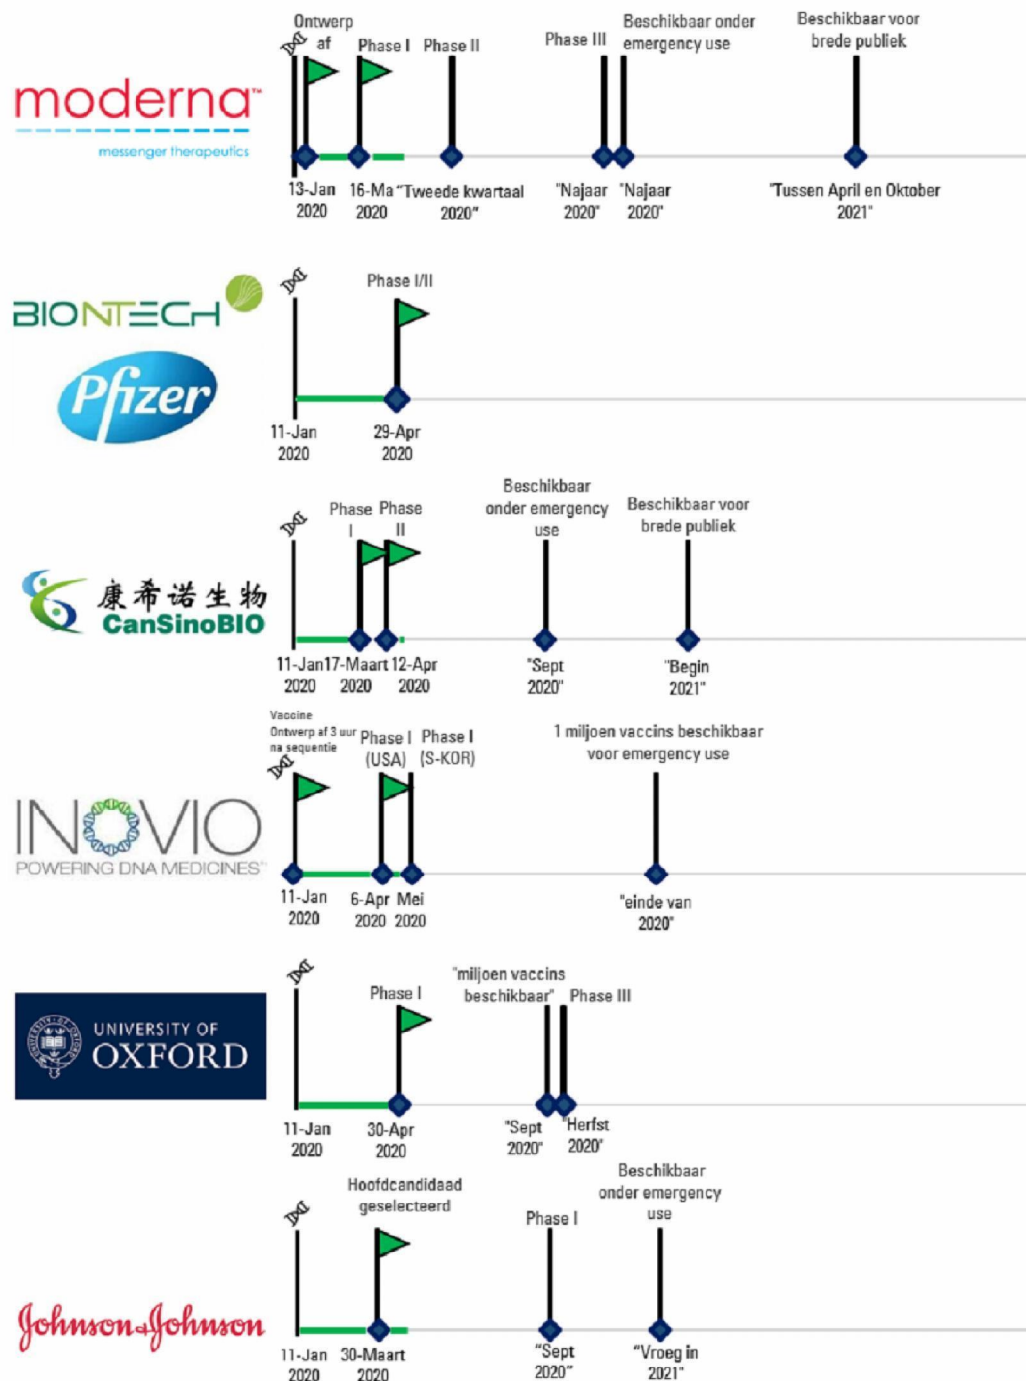 Ontwerp
af
Phase I
Phase II
Phase III
Beschikbaar onder
emergency use
Beschikbaar voor
brede publiek
moderna™
messenger therapeutics
13-Jan
2020
16-Ma
2020
“Tweede kwartaal
2020”
"Najaar
2020"
"Najaar
2020"
"Tussen April en Oktober
2021"
Phase I/II
BIONTECH
Pfizer
11-Jan
2020
29-Apr
2020
Phase
I
Phase
II
Beschikbaar
onder emergency
use
Beschikbaar voor
brede publiek
康希诺生物
CanSinoBIO
11-Jan
2020
17-Maart
2020
12-Apr
2020
"Sept
2020"
"Begin
2021"
Vaccine
Ontwerp af 3 uur
na sequentie
Phase I
(USA)
Phase I
(S-KOR)
1 miljoen vaccins beschikbaar
voor emergency use
INOVIO
POWERING DNA MEDICINES
11-Jan
2020
6-Apr
2020
Mei
2020
"einde van
2020"
Phase I
"miljoen vaccins
beschikbaar"
Phase III
UNIVERSITY OF
OXFORD
11-Jan
2020
30-Apr
2020
"Sept
2020"
"Herfst
2020"
Hoofdcandidaad
geselecteerd
Phase I
Beschikbaar
onder emergency
use
Johnson & Johnson
11-Jan
2020
30-Maart
2020
“Sept
2020”
“Vroeg in
2021"